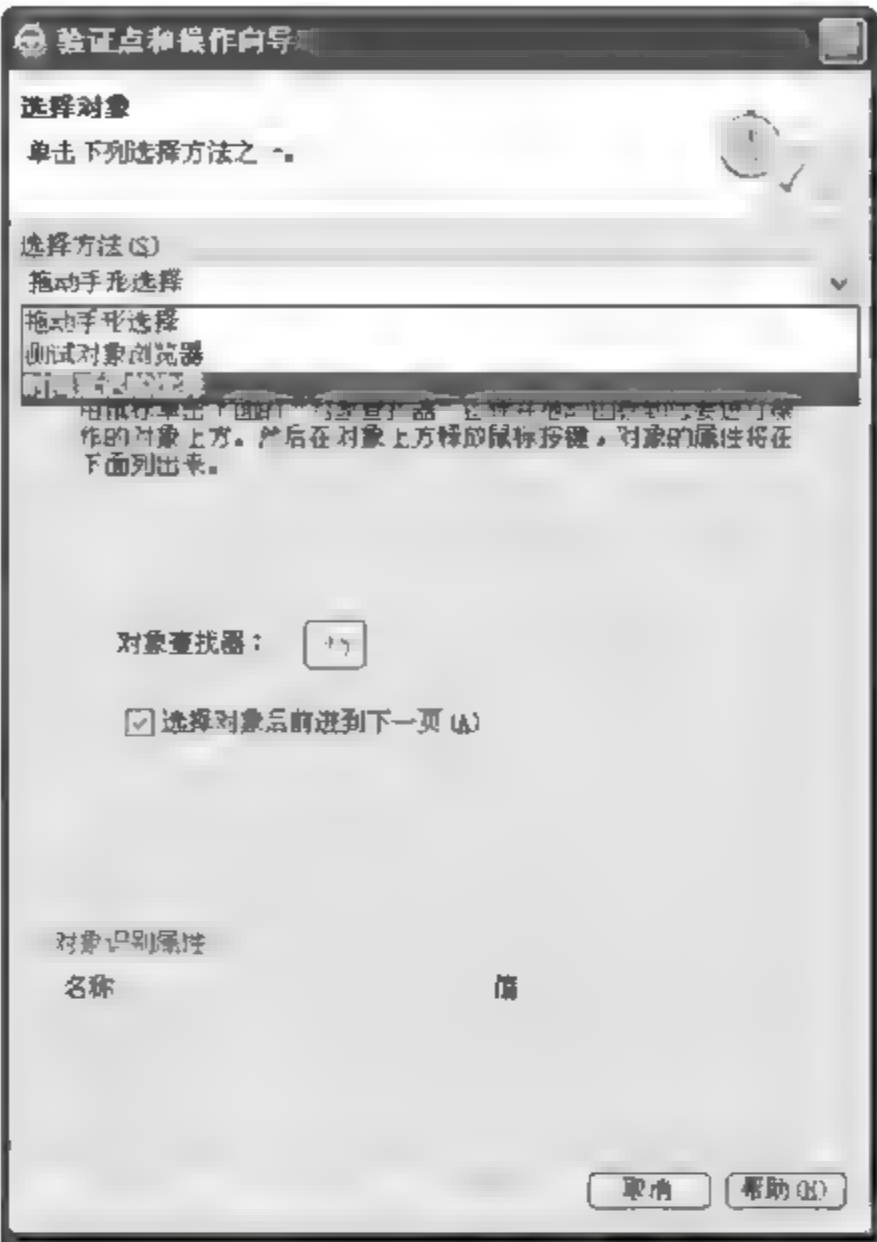 验证点和操作向导
选择对象
单击下列选择方法之一。
选择方法(S)
拖动手形选择
拖动手形选择
测试对象浏览器
作的对象上方。然后在对象上方释放鼠标按键,对象的属性将在
下面列出来。
对象查找器:
选择对象后前进到下一页(A)
对象识别属性
名称
值
取消
帮助(H)